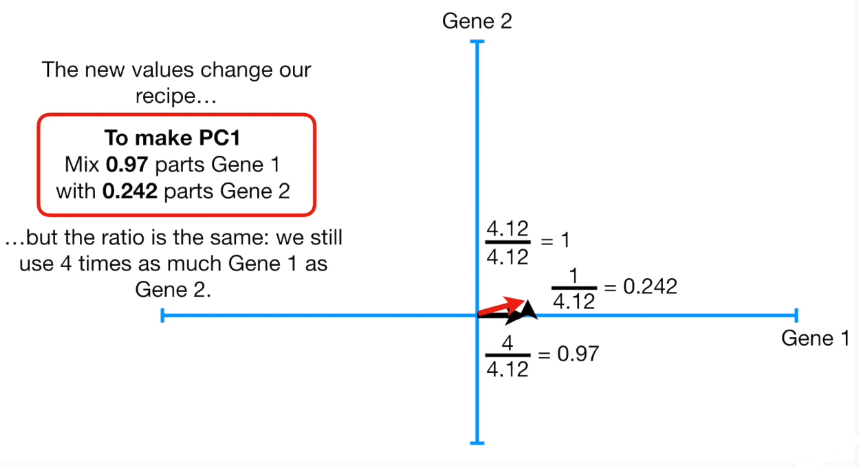 Gene 2
The new values change our
recipe...
To make PC1
Mix 0.97 parts Gene 1
with 0.242 parts Gene 2
...but the ratio is the same: we still
use 4 times as much Gene 1 as
Gene 2.
4.12
4.12
= 1
1
4.12
= 0.242
Gene 1
4
4.12
= 0.97